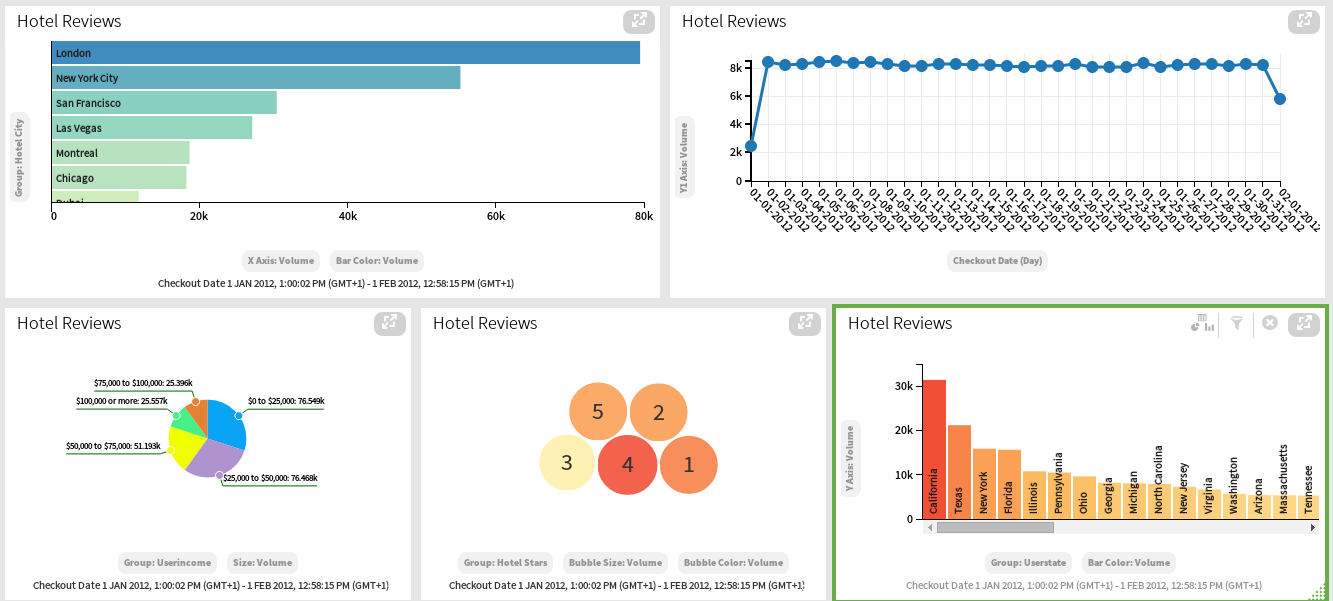 Hotel Reviews
Group: Hotel City
London
New York City
San Francisco
Las Vegas
Montreal
Chicago
Dubai
0 20k 40k 60k 80k
X Axis: Volume Bar Color: Volume
Checkout Date 1 JAN 2012, 1:00:02 PM (GMT+1) - 1 FEB 2012, 12:58:15 PM (GMT+1)
Hotel Reviews
Y1 Axis: Volume
8k
6k
4k
2k
0
01-01-2012 01-02-2012 01-03-2012 01-04-2012 01-05-2012 01-06-2012 01-07-2012 01-08-2012 01-09-2012 01-10-2012 01-11-2012 01-12-2012 01-13-2012 01-14-2012 01-15-2012 01-16-2012 01-17-2012 01-18-2012 01-19-2012 01-20-2012 01-21-2012 01-22-2012 01-23-2012 01-24-2012 01-25-2012 01-26-2012 01-27-2012 01-28-2012 01-29-2012 01-30-2012 01-31-2012 02-01-2012
Checkout Date (Day)
Hotel Reviews
$75,000 to $100,000: 25.396k
$100,000 or more: 25.557k
$0 to $25,000: 76.549k
$50,000 to $75,000: 51.193k
$25,000 to $50,000: 76.468k
Group: Userincome Size: Volume
Checkout Date 1 JAN 2012, 1:00:02 PM (GMT+1) - 1 FEB 2012, 12:58:15 PM (GMT+1)
Hotel Reviews
5 2
3 4 1
Group: Hotel Stars Bubble Size: Volume Bubble Color: Volume
Checkout Date 1 JAN 2012, 1:00:02 PM (GMT+1) - 1 FEB 2012, 12:58:15 PM (GMT+1)
Hotel Reviews
Y Axis: Volume
30k
20k
10k
0
California Texas New York Florida Illinois Pennsylvania Ohio Georgia Michigan North Carolina New Jersey Virginia Washington Arizona Massachusetts Tennessee
Group: Userstate Bar Color: Volume
Checkout Date 1 JAN 2012, 1:00:02 PM (GMT+1) - 1 FEB 2012, 12:58:15 PM (GMT+1)